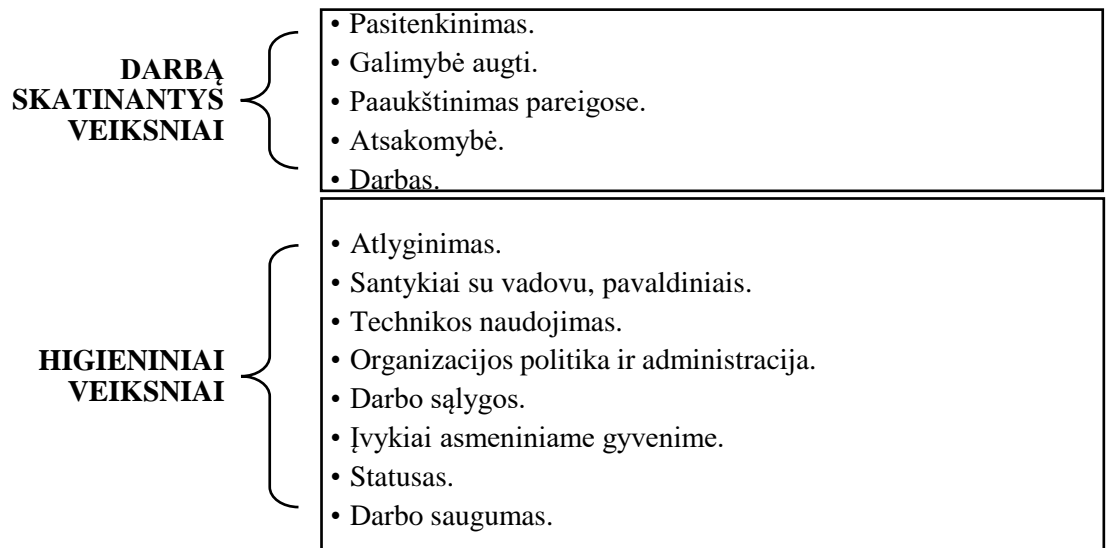 DARBĄ
SKATINANTYS
VEIKSNIAI
• Pasitenkinimas.
• Galimybė augti.
• Paaukštinimas pareigose.
• Atsakomybė.
• Darbas.
HIGIENINIAI
VEIKSNIAI
• Atlyginimas.
• Santykiai su vadovu, pavaldiniais.
• Technikos naudojimas.
• Organizacijos politika ir administracija.
• Darbo sąlygos.
• Įvykiai asmeniniame gyvenime.
• Statusas.
• Darbo saugumas.